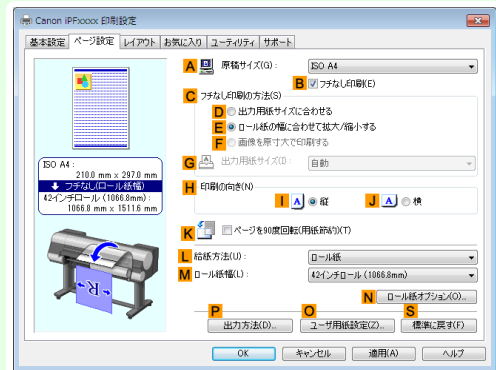 Canon iPFxxxx 印刷設定
基本設定 ページ設定 レイアウト お気に入り ユーティリティ サポート
A 原稿サイズ(G): ISO A4
B フチなし印刷(E)
C フチなし印刷の方法(S)
D 出力用紙サイズに合わせる
E ロール紙の幅に合わせて拡大/縮小する
F 画像を原寸大で印刷する
G 出力用紙サイズ(I): 自動
H 印刷の向き(N)
I A 縦 J A 横
K ページを90度回転(用紙節約)(T)
L 給紙方法(U): ロール紙
M ロール紙幅(L): 42インチロール (1066.8mm)
N ロール紙オプション(O)...
P O S
出力方法(D)... ユーザ用紙設定(Z)... 標準に戻す(F)
OK キャンセル 適用(A) ヘルプ
ISO A4:
210.0 mm x 297.0 mm
フチなし(ロール紙幅)
42インチロール (1066.8mm):
1066.8 mm x 1511.6 mm
R